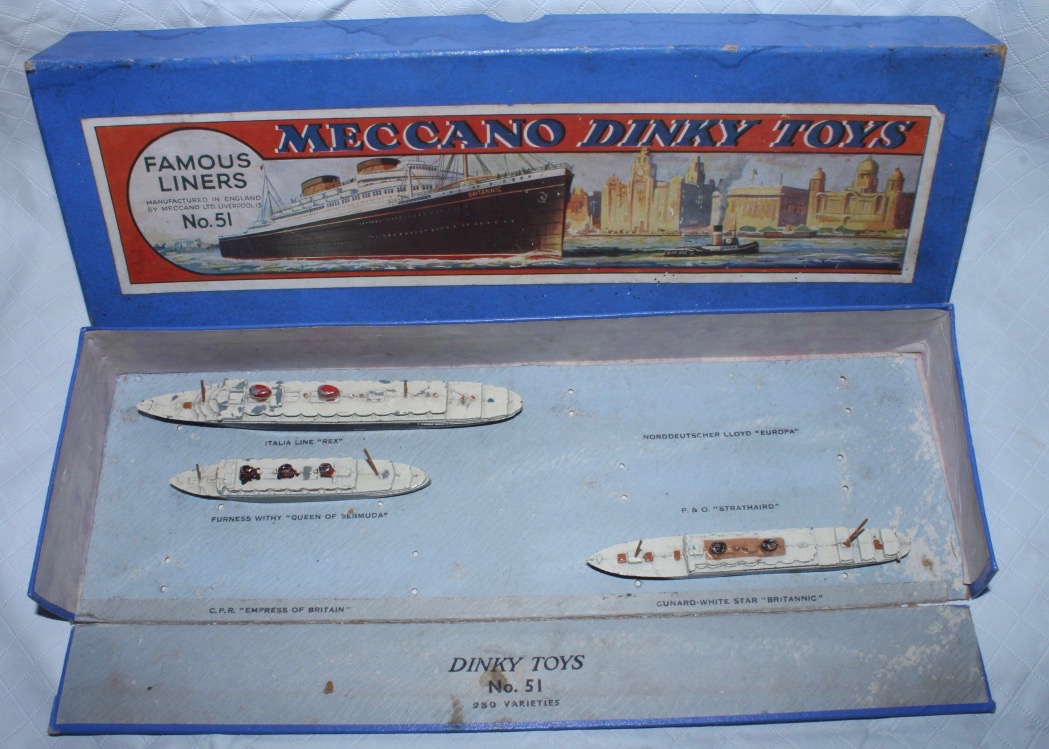 MECCANO DINKY TOYS
FAMOUS
LINERS
MANUFACTURED IN ENGLAND
BY MECCANO LTD LIVERPOOL 13
No. 51
BRITANNIC
ITALIA LINE "REX"
NORDDEUTSCHER LLOYD "EUROPA"
FURNESS WITHY "QUEEN OF BERMUDA"
P. & O. "STRATHAIRD"
C.P.R. "EMPRESS OF BRITAIN"
CUNARD-WHITE STAR "BRITANNIC"
DINKY TOYS
No. 51
250 VARIETIES